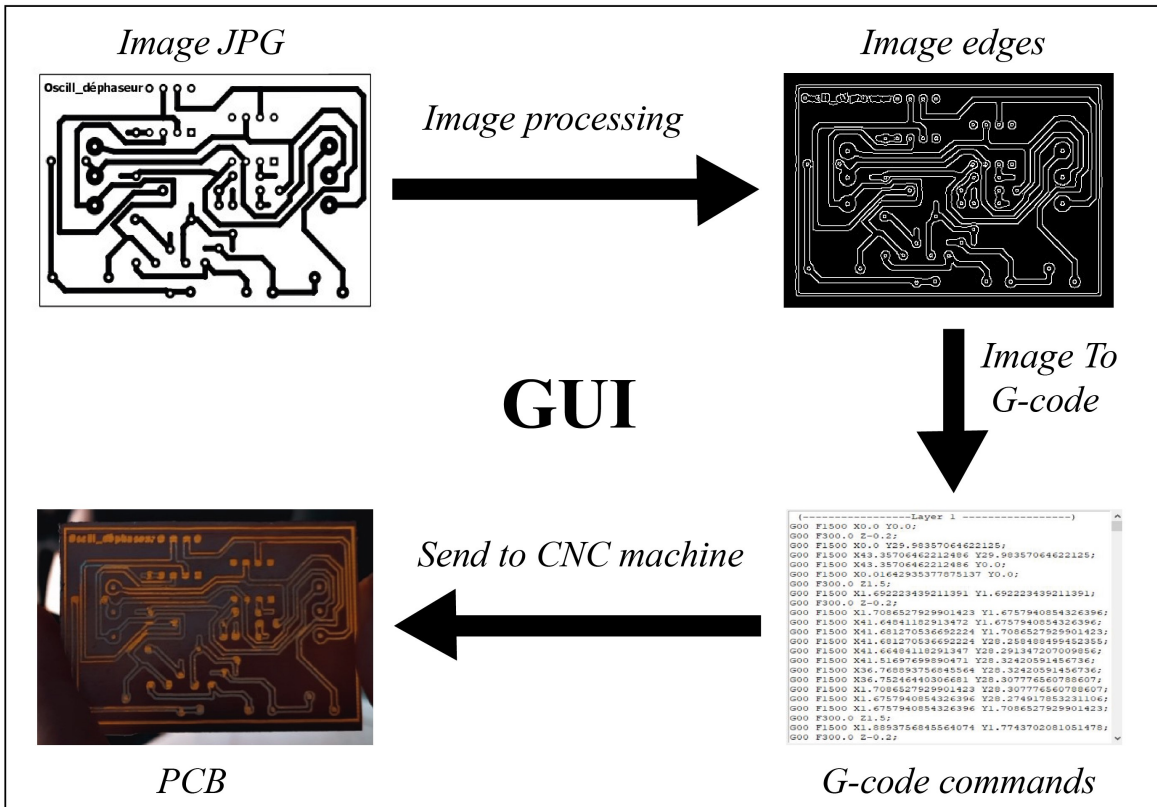 Image JPG
Image edges
Oscill_déphaseur
Image processing
Image To
G-code
GUI
Send to CNC machine
(-----------------Layer 1 -----------------)
G00 F1500 X0.0 Y0.0;
G00 F300.0 Z-0.2;
G00 F1500 X0.0 Y29.98357064622125;
G00 F1500 X43.35706462212486 Y29.98357064622125;
G00 F1500 X43.35706462212486 Y0.0;
G00 F1500 X0.01642935377875137 Y0.0;
G00 F300.0 Z1.5;
G00 F1500 X1.692223439211391 Y1.692223439211391;
G00 F300.0 Z-0.2;
G00 F1500 X1.7086527929901423 Y1.6757940854326396;
G00 F1500 X41.64841182913472 Y1.6757940854326396;
G00 F1500 X41.681270536692224 Y1.7086527929901423;
G00 F1500 X41.681270536692224 Y28.258488499452355;
G00 F1500 X41.66484118291347 Y28.291347207009856;
G00 F1500 X41.51697699890471 Y28.32420591456736;
G00 F1500 X36.768893756845564 Y28.32420591456736;
G00 F1500 X36.75246440306681 Y28.307776560788607;
G00 F1500 X1.7086527929901423 Y28.307776560788607;
G00 F1500 X1.6757940854326396 Y28.274917853231106;
G00 F1500 X1.6757940854326396 Y1.7086527929901423;
G00 F300.0 Z1.5;
G00 F1500 X1.8893756845564074 Y1.7743702081051478;
G00 F300.0 Z-0.2;
Oscill_déphaseur
PCB
G-code commands